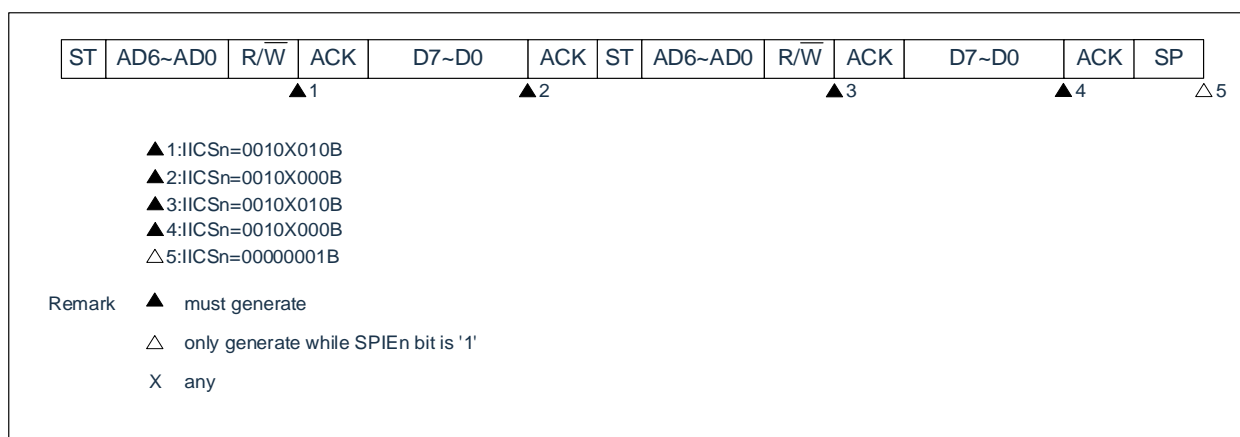 ST AD6~AD0 R/W̅ ACK D7~D0 ACK ST AD6~AD0 R/W̅ ACK D7~D0 ACK SP
▲1 ▲2 ▲3 ▲4 △5
▲1:IICSn=0010X010B
▲2:IICSn=0010X000B
▲3:IICSn=0010X010B
▲4:IICSn=0010X000B
△5:IICSn=00000001B
Remark ▲ must generate
△ only generate while SPIEn bit is '1'
X any